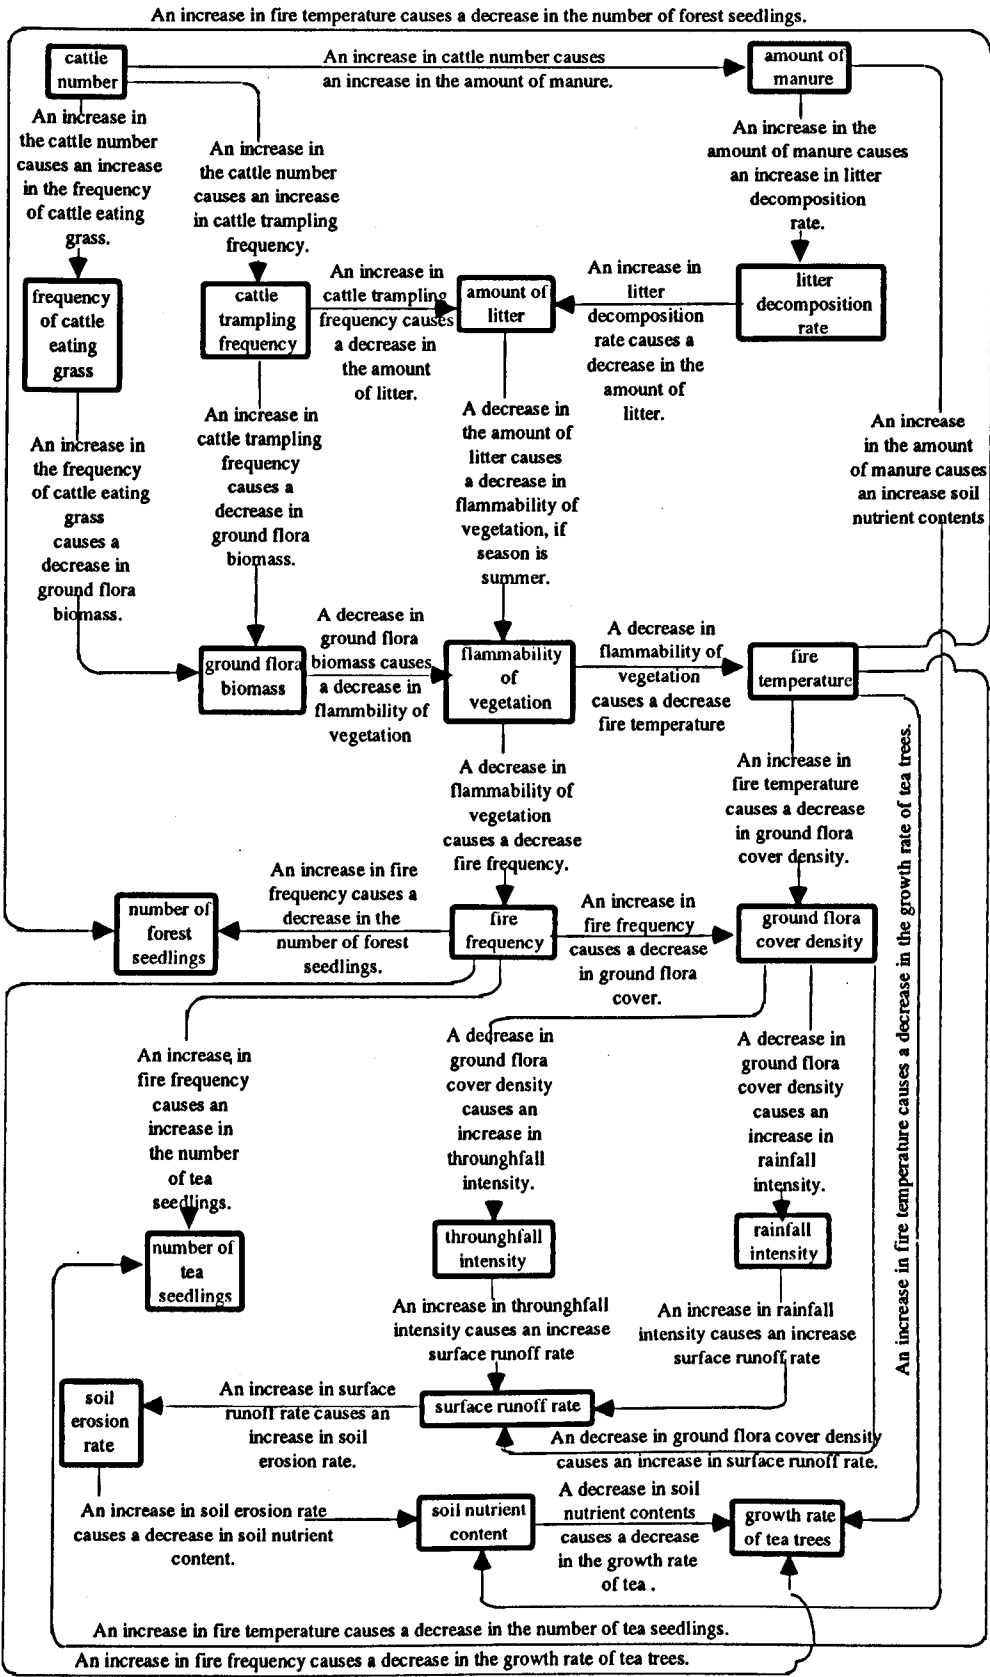 An increase in fire temperature causes a decrease in the number of forest seedlings.
cattle
number
An increase in cattle number causes
an increase in the amount of manure.
amount of
manure
An increase in
the cattle number
causes an increase
in the frequency
of cattle eating
grass.
An increase in
the cattle number
causes an increase
in cattle trampling
frequency.
An increase in the
amount of manure causes
an increase in litter
decomposition
rate.
frequency
of cattle
eating
grass
cattle
trampling
frequency
An increase in
cattle trampling
frequency causes
a decrease in
the amount
of litter.
amount of
litter
An increase in
litter
decomposition
rate causes a
decrease in the
amount of
litter.
litter
decomposition
rate
An increase in
the frequency
of cattle eating
grass
causes a
decrease in
ground flora
biomass.
An increase in
cattle trampling
frequency
causes a
decrease in
ground flora
biomass.
A decrease in
the amount of
litter causes
a decrease in
flammability of
vegetation, if
season is
summer.
An increase
in the amount
of manure causes
an increase soil
nutrient contents
ground flora
biomass
A decrease in
ground flora
biomass causes
a decrease in
flammbility of
vegetation
flammability
of
vegetation
A decrease in
flammability of
vegetation
causes a decrease
fire temperature
fire
temperature
A decrease in
flammability of
vegetation
causes a decrease
fire frequency.
An increase in
fire temperature
causes a decrease
in ground flora
cover density.
An increase in fire temperature causes a decrease in the growth rate of tea trees.
number of
forest
seedlings
An increase in fire
frequency causes a
decrease in the
number of forest
seedlings.
fire
frequency
An increase in
fire frequency
causes a decrease
in ground flora
cover.
ground flora
cover density
An increase in
fire frequency
causes an
increase in
the number
of tea
seedlings.
A decrease in
ground flora
cover density
causes an
increase in
throunghfall
intensity.
A decrease in
ground flora
cover density
causes an
increase in
rainfall
intensity.
number of
tea
seedlings
throunghfall
intensity
rainfall
intensity
An increase in throunghfall
intensity causes an increase
surface runoff rate
An increase in rainfall
intensity causes an increase
surface runoff rate
soil
erosion
rate
An increase in surface
runoff rate causes an
increase in soil
erosion rate.
surface runoff rate
An decrease in ground flora cover density
causes an increase in surface runoff rate.
An increase in soil erosion rate
causes a decrease in soil nutrient
content.
soil nutrient
content
A decrease in soil
nutrient contents
causes a decrease
in the growth rate
of tea .
growth rate
of tea trees
An increase in fire temperature causes a decrease in the number of tea seedlings.
An increase in fire frequency causes a decrease in the growth rate of tea trees.